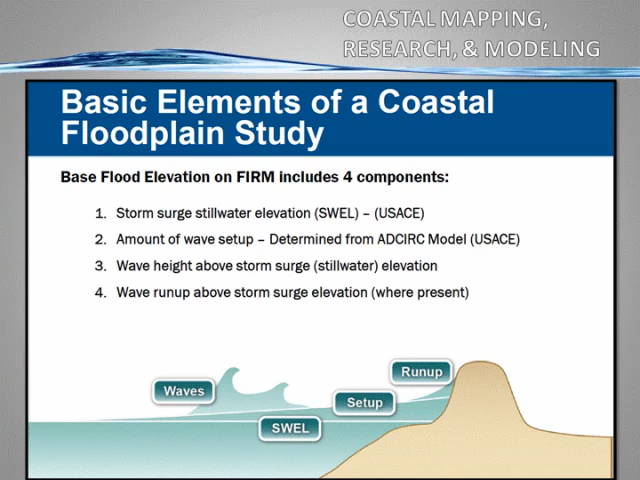 COASTAL MAPPING,
RESEARCH, & MODELING
Basic Elements of a Coastal
Floodplain Study
Base Flood Elevation on FIRM includes 4 components:
1. Storm surge stillwater elevation (SWEL) – (USACE)
2. Amount of wave setup – Determined from ADCIRC Model (USACE)
3. Wave height above storm surge (stillwater) elevation
4. Wave runup above storm surge elevation (where present)
Runup
Waves
Setup
SWEL